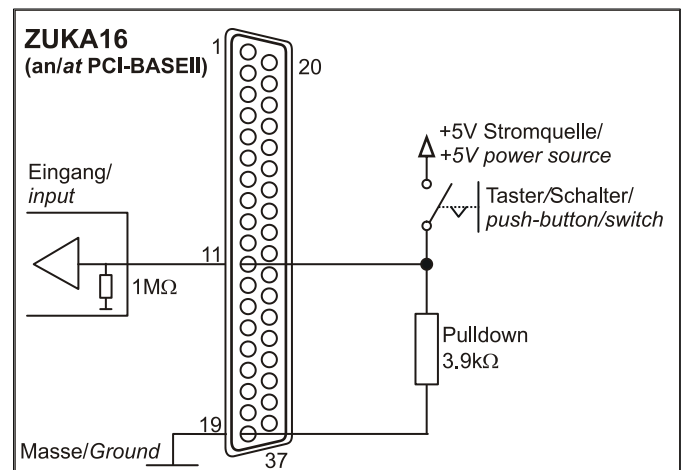 ZUKA16
(an/at PCI-BASEII)
1
20
+5V Stromquelle/
+5V power source
Eingang/
input
Taster/Schalter/
push-button/switch
11
1MΩ
Pulldown
3.9kΩ
19
Masse/Ground
37